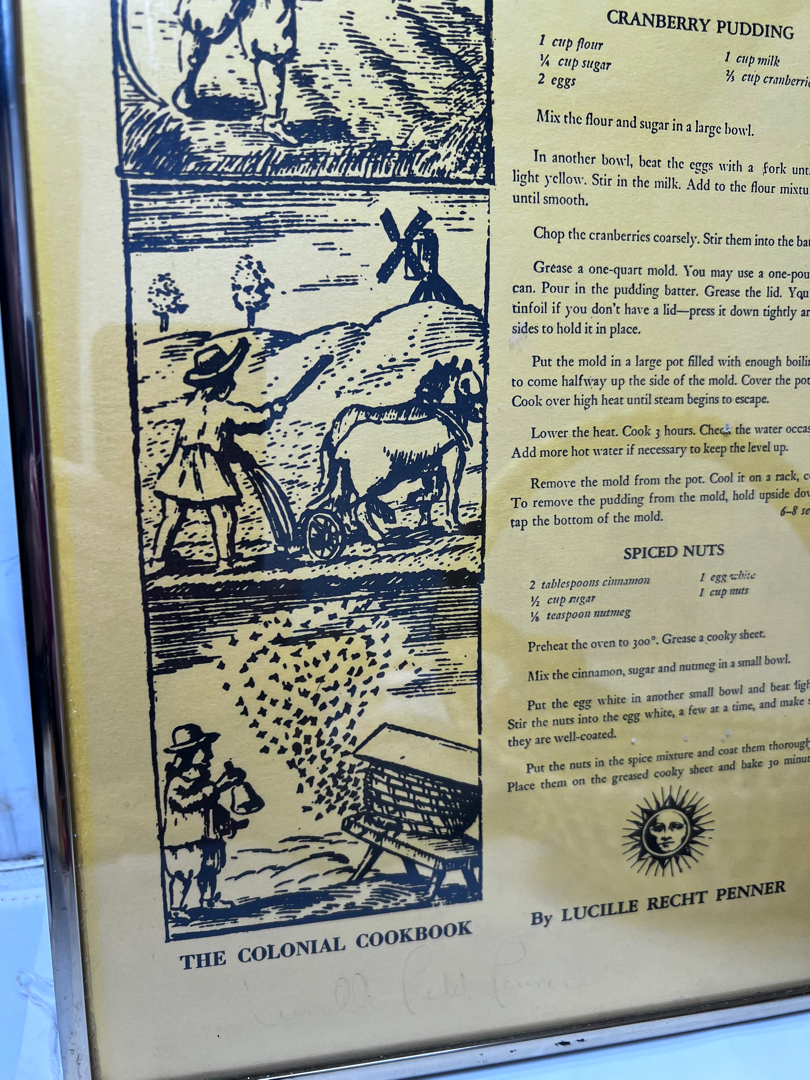 CRANBERRY PUDDING
1 cup flour
1 cup milk
¼ cup sugar
⅔ cup cranberrie
2 eggs
Mix the flour and sugar in a large bowl.
In another bowl, beat the eggs with a fork unt
light yellow. Stir in the milk. Add to the flour mixtu
until smooth.
Chop the cranberries coarsely. Stir them into the ba
Grease a one-quart mold. You may use a one-pou
can. Pour in the pudding batter. Grease the lid. You
tinfoil if you don't have a lid—press it down tightly ar
sides to hold it in place.
Put the mold in a large pot filled with enough boili
to come halfway up the side of the mold. Cover the pot
Cook over high heat until steam begins to escape.
Lower the heat. Cook 3 hours. Check the water occas
Add more hot water if necessary to keep the level up.
Remove the mold from the pot. Cool it on a rack, c
To remove the pudding from the mold, hold upside do
tap the bottom of the mold.
6–8 se
SPICED NUTS
2 tablespoons cinnamon
1 egg white
½ cup sugar
1 cup nuts
⅛ teaspoon nutmeg
Preheat the oven to 300°. Grease a cooky sheet.
Mix the cinnamon, sugar and nutmeg in a small bowl.
Put the egg white in another small bowl and beat ligh
Stir the nuts into the egg white, a few at a time, and make s
they are well-coated.
Put the nuts in the spice mixture and coat them thorough
Place them on the greased cooky sheet and bake 30 minut
By LUCILLE RECHT PENNER
THE COLONIAL COOKBOOK
Lucille Recht Penner